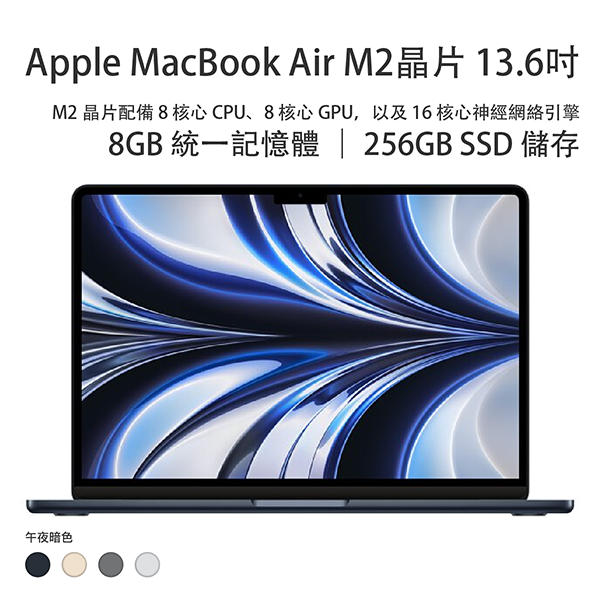 Apple MacBook Air M2晶片 13.6吋
M2 晶片配備 8 核心 CPU、8 核心 GPU，以及 16 核心神經網絡引擎
8GB 統一記憶體 ｜ 256GB SSD 儲存
午夜暗色